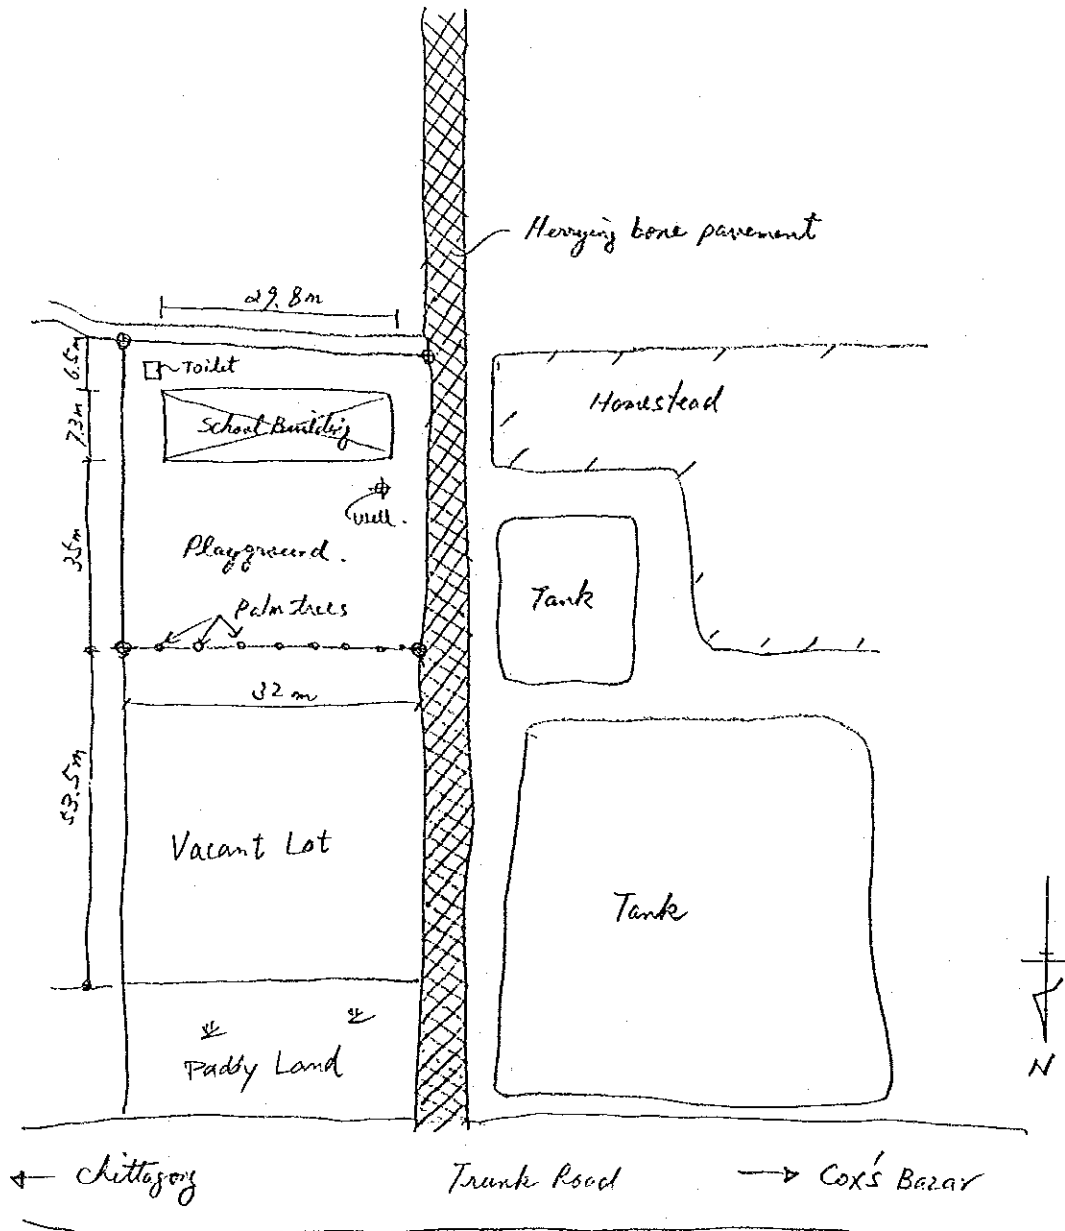 Herrying bone pavement
29.8m
6.5m
Toilet
7.3m
School Building
Homestead
Well.
35m
Playground.
Tank
Palm trees
32 m
53.5m
Vacant Lot
Tank
Paddy Land
N
Chittagong
Trunk Road
Cox's Bazar